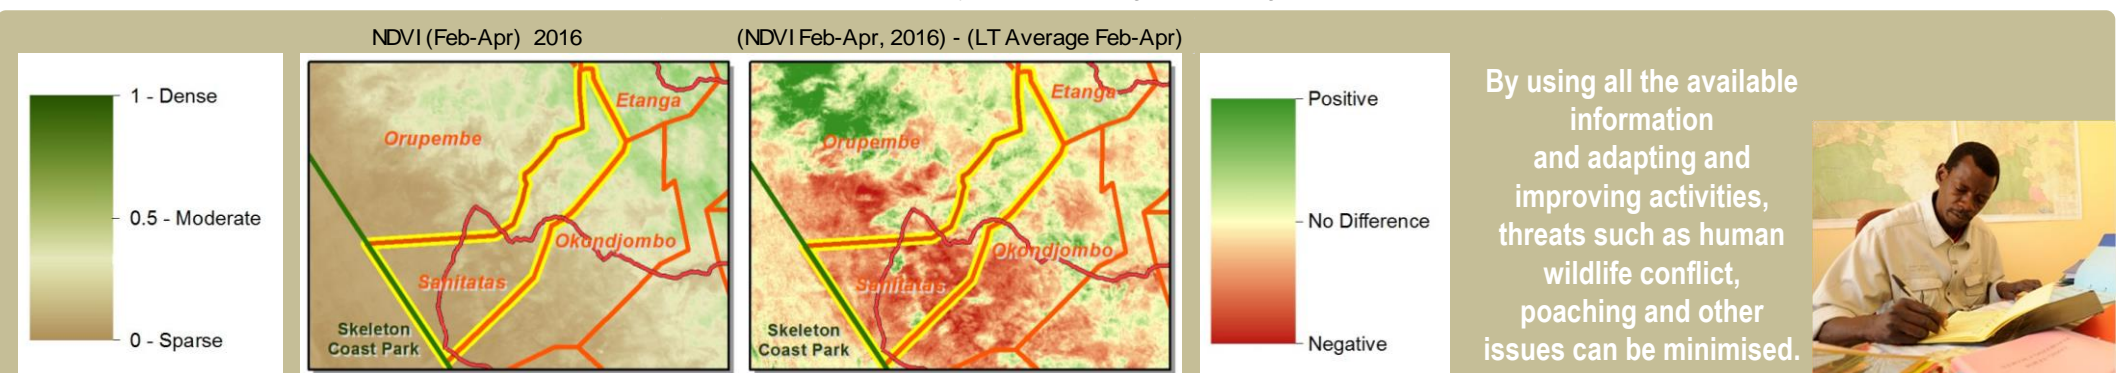 NDVI (Feb-Apr) 2016
(NDVI Feb-Apr, 2016) - (LT Average Feb-Apr)
1 - Dense
0.5 - Moderate
0 - Sparse
Etanga
Orupembe
Okondjombo
Sanitatas
Skeleton
Coast Park
Etanga
Orupembe
Okondjombo
Sanitatas
Skeleton
Coast Park
Positive
No Difference
Negative
By using all the available
information
and adapting and
improving activities,
threats such as human
wildlife conflict,
poaching and other
issues can be minimised.